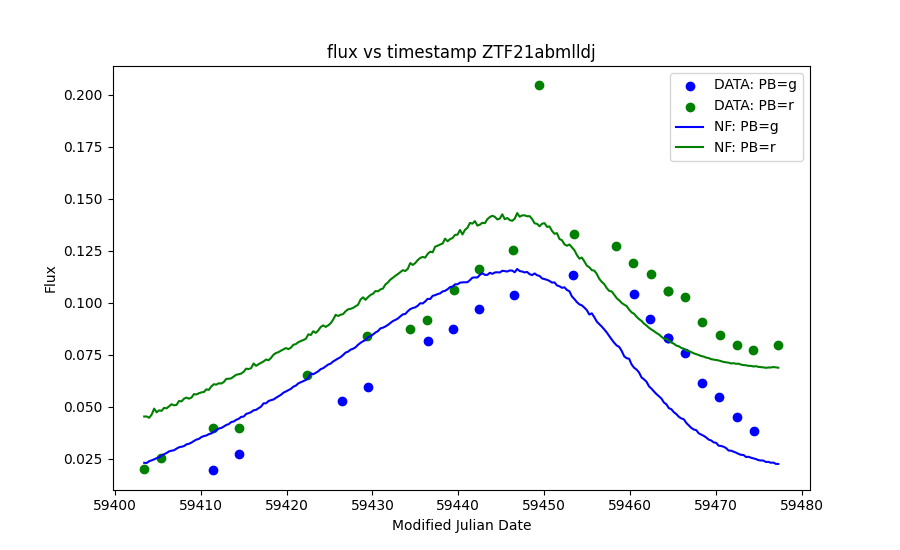 flux vs timestamp ZTF21abmlldj
DATA: PB=g
DATA: PB=r
NF: PB=g
NF: PB=r
0.200
0.175
0.150
0.125
0.100
0.075
0.050
0.025
Flux
59400 59410 59420 59430 59440 59450 59460 59470 59480
Modified Julian Date